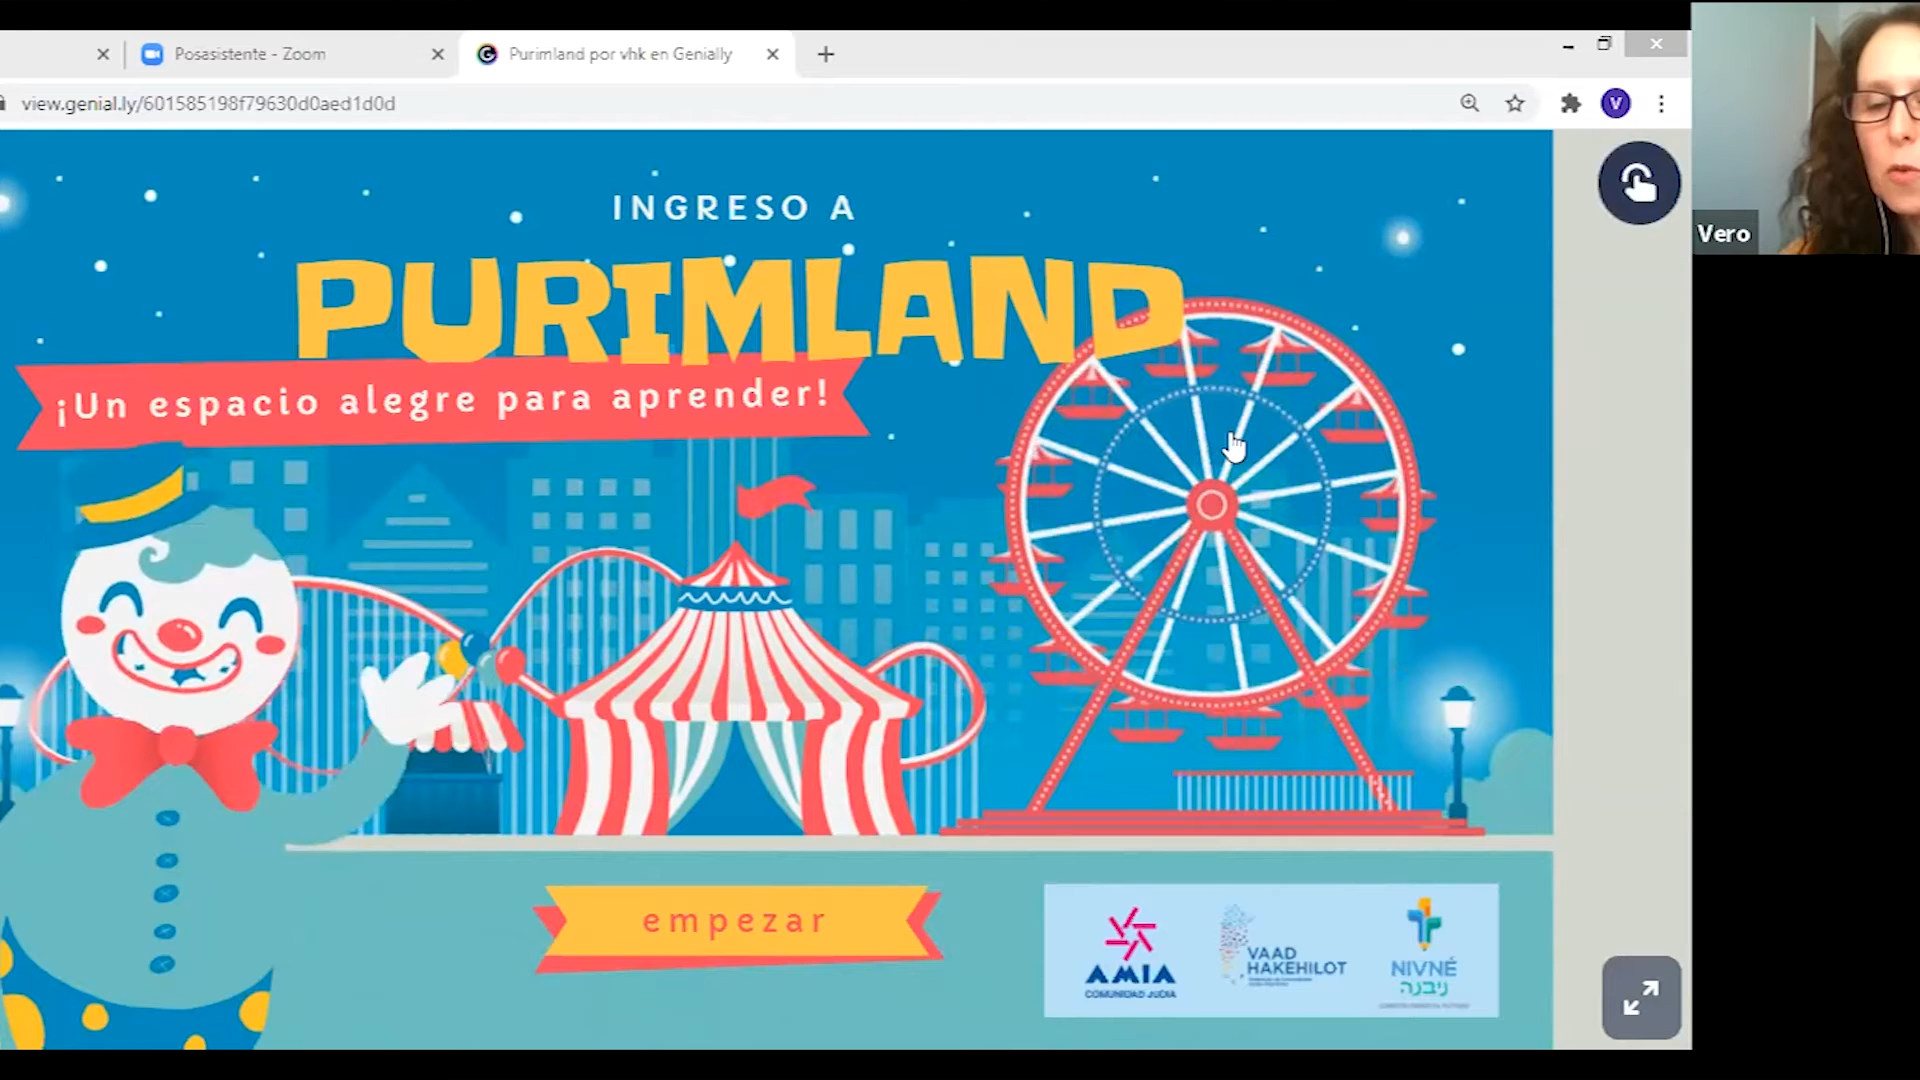 Posasistente - Zoom
Purimland por vhk en Genially
view.genial.ly/601585198f79630d0aed1d0d
V
Vero
INGRESO A
PURIMLAND
¡Un espacio alegre para aprender!
empezar
AMIA
COMUNIDAD JUDIA
VAAD
HAKEHILOT
NIVNÉ
ניבנה